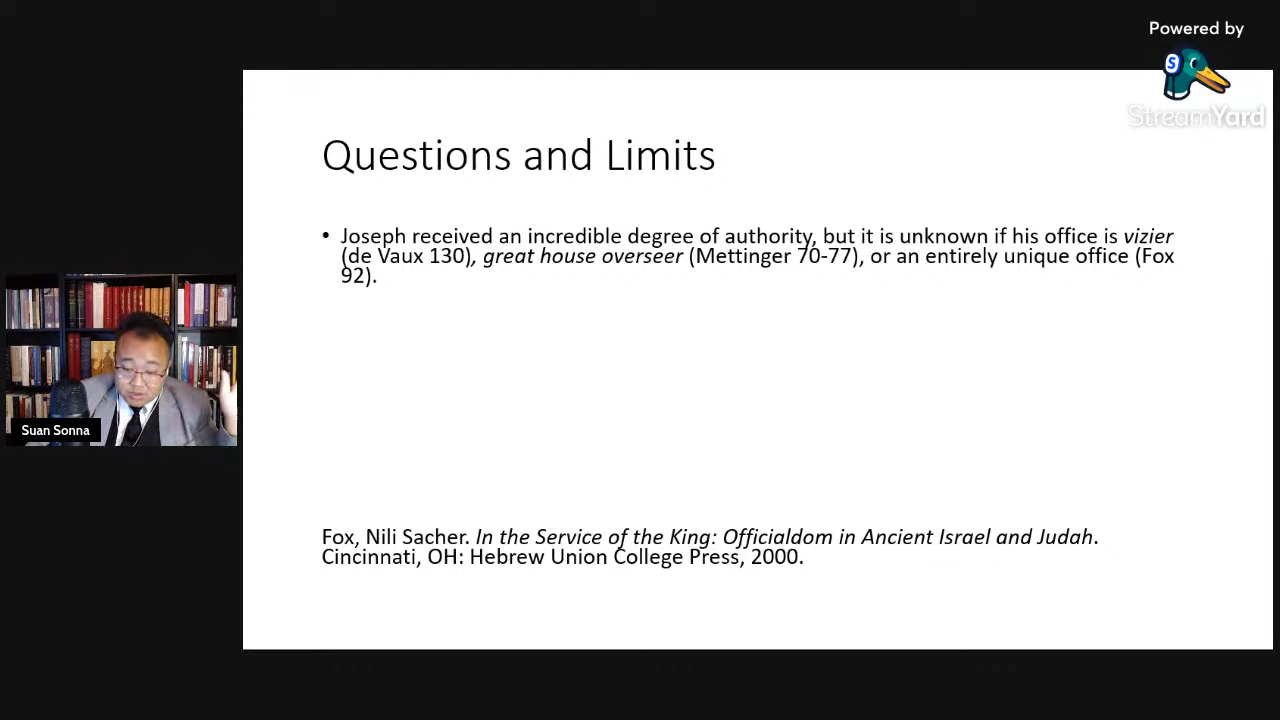 Powered by
StreamYard
Questions and Limits
• Joseph received an incredible degree of authority, but it is unknown if his office is vizier
(de Vaux 130), great house overseer (Mettinger 70-77), or an entirely unique office (Fox
92).
Suan Sonna
Fox, Nili Sacher. In the Service of the King: Officialdom in Ancient Israel and Judah.
Cincinnati, OH: Hebrew Union College Press, 2000.